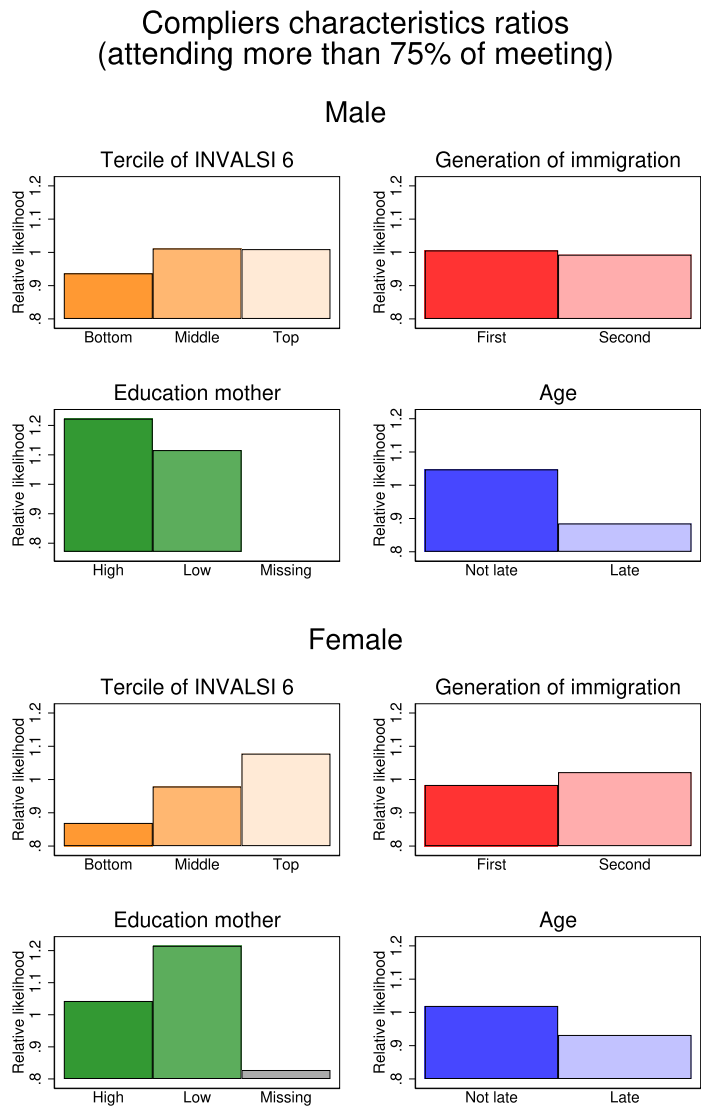 Compliers characteristics ratios
(attending more than 75% of meeting)
Male
Tercile of INVALSI 6
Relative likelihood
.8 .9 1 1.1 1.2
Bottom Middle Top
Generation of immigration
Relative likelihood
.8 .9 1 1.1 1.2
First Second
Education mother
Relative likelihood
.8 .9 1 1.1 1.2
High Low Missing
Age
Relative likelihood
.8 .9 1 1.1 1.2
Not late Late
Female
Tercile of INVALSI 6
Relative likelihood
.8 .9 1 1.1 1.2
Bottom Middle Top
Generation of immigration
Relative likelihood
.8 .9 1 1.1 1.2
First Second
Education mother
Relative likelihood
.8 .9 1 1.1 1.2
High Low Missing
Age
Relative likelihood
.8 .9 1 1.1 1.2
Not late Late